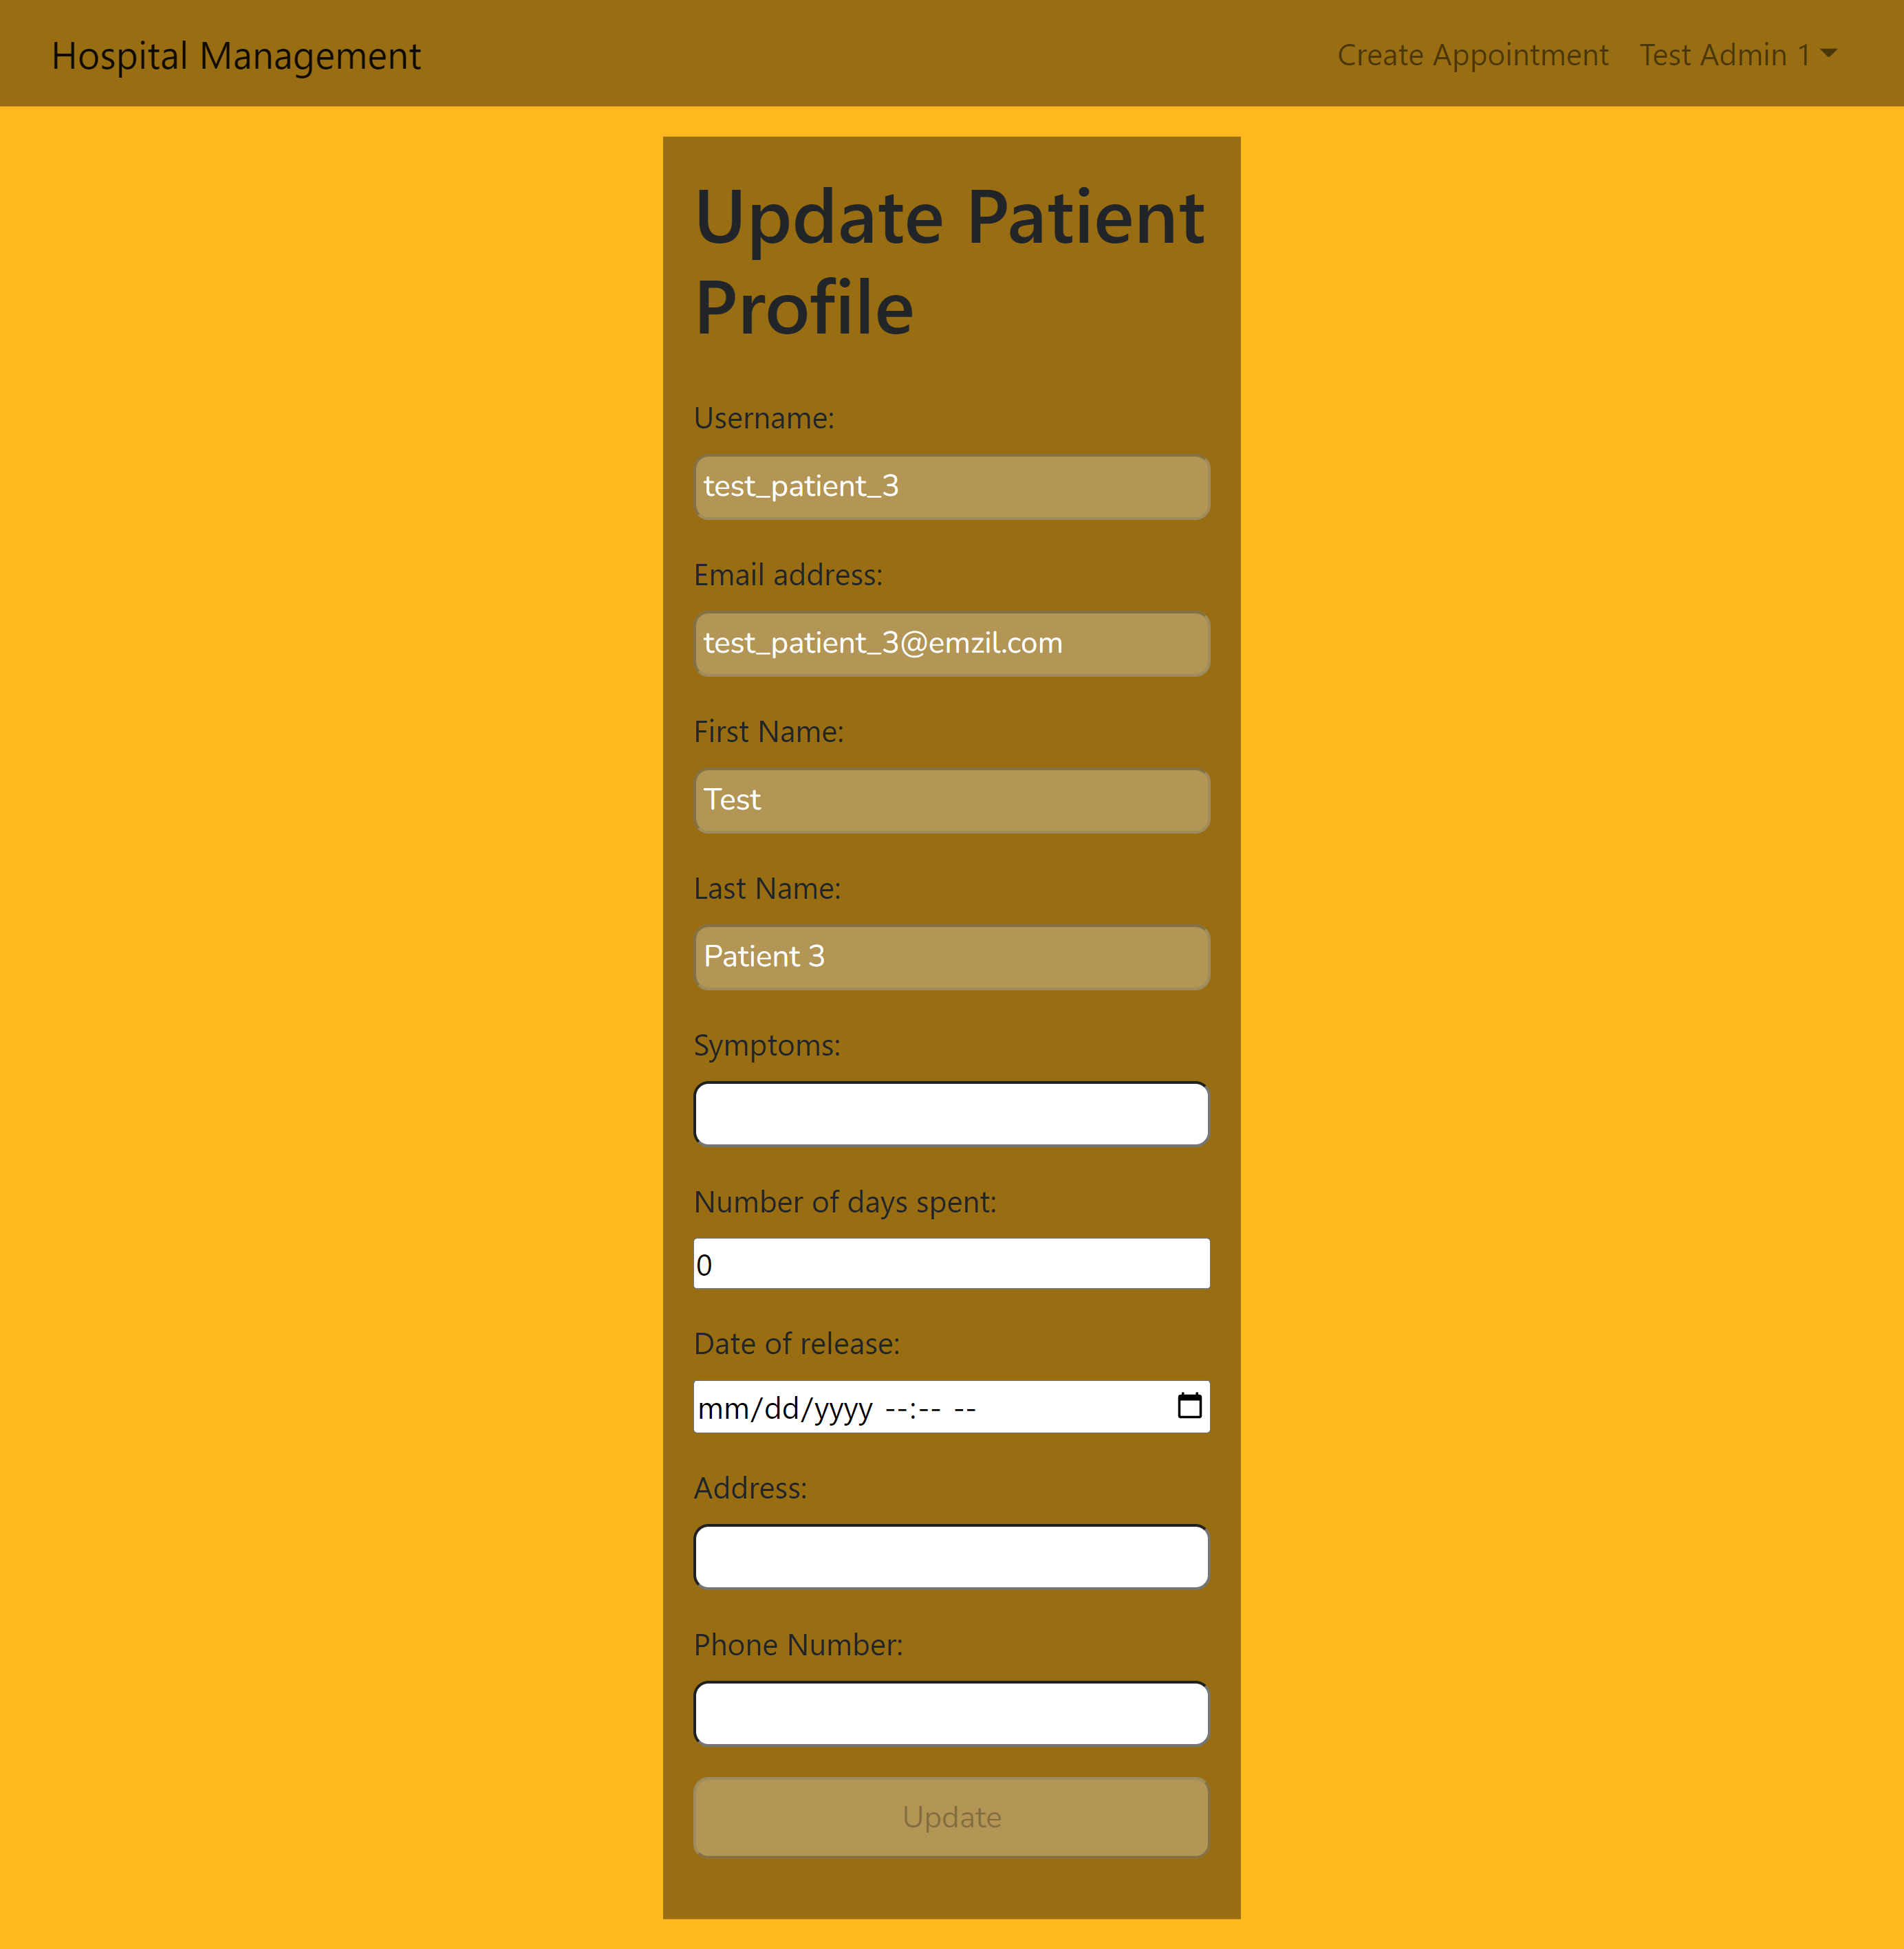 Hospital Management
Create Appointment
Test Admin 1
Update Patient
Profile
Username:
test_patient_3
Email address:
test_patient_3@emzil.com
First Name:
Test
Last Name:
Patient 3
Symptoms:
Number of days spent:
0
Date of release:
mm/dd/yyyy --:-- --
Address:
Phone Number:
Update